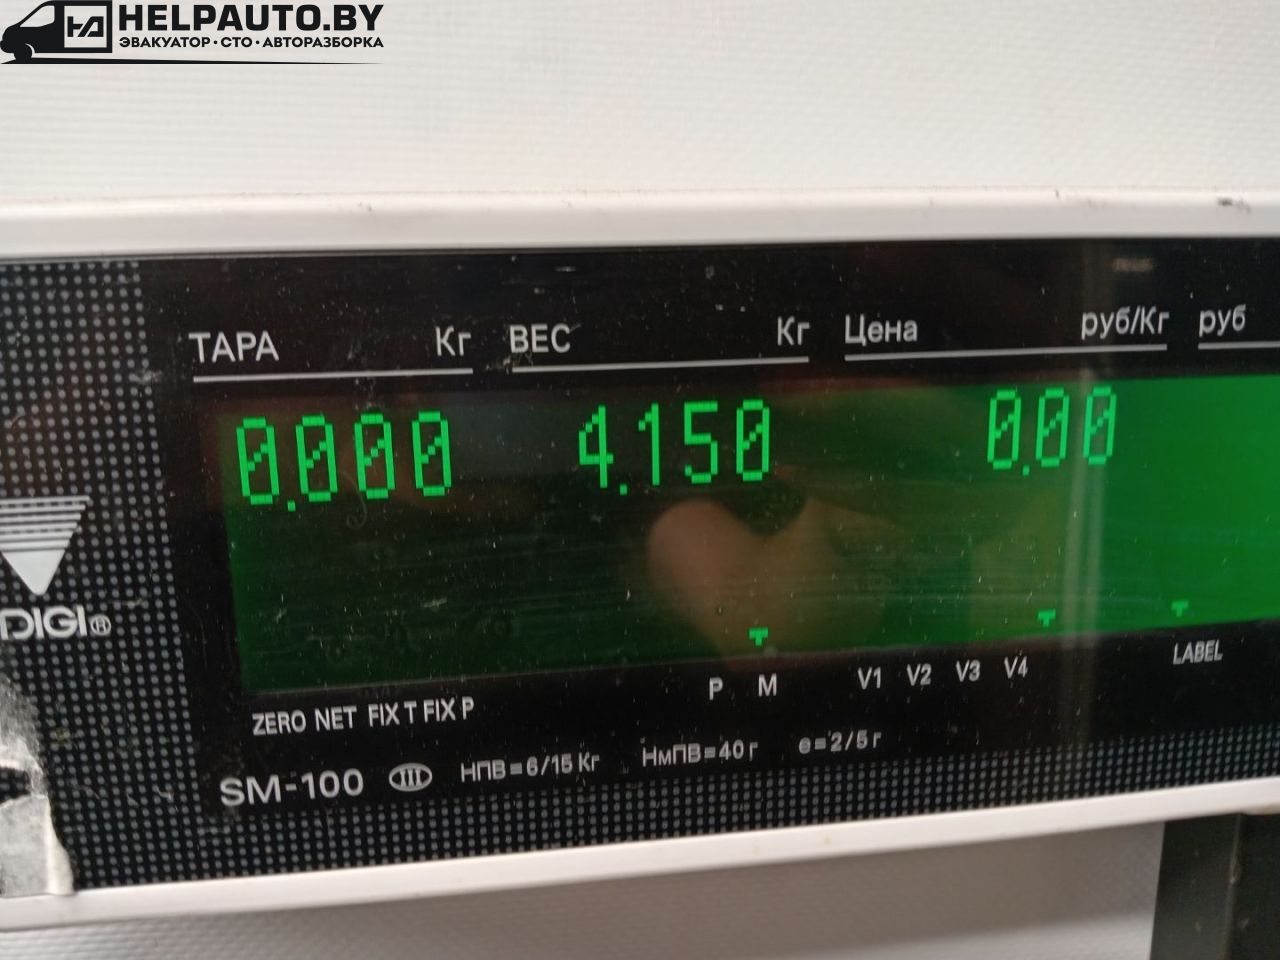 HELPAUTO.BY
ЭВАКУАТОР·СТО·АВТОРАЗБОРКА
ТАРА Кг ВЕС Кг Цена руб/Кг руб
0.000 4.150 0.00
DIGI®
P M V1 V2 V3 V4 LABEL
ZERO NET FIX T FIX P
SM-100 III НПВ=6/15 Кг НмПВ=40 г e=2/5 г